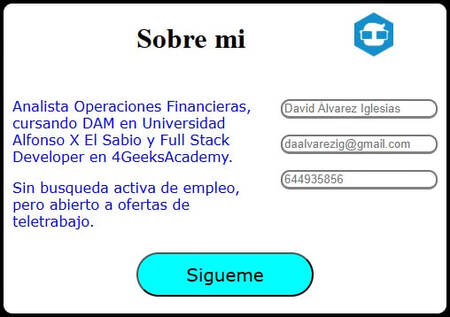 Sobre mi
Analista Operaciones Financieras,
cursando DAM en Universidad
Alfonso X El Sabio y Full Stack
Developer en 4GeeksAcademy.
Sin busqueda activa de empleo,
pero abierto a ofertas de
teletrabajo.
David Alvarez Iglesias
daalvarezig@gmail.com
644935856
Sigueme